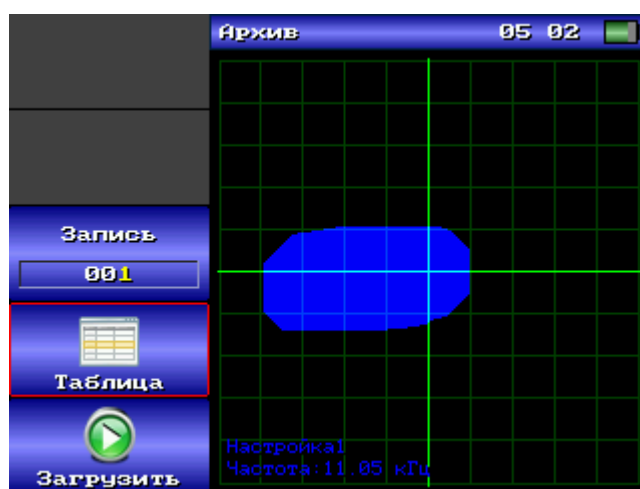 Архив 05 02
Запись
001
Таблица
Загрузить
Настройка1
Частота:11.05 кГц